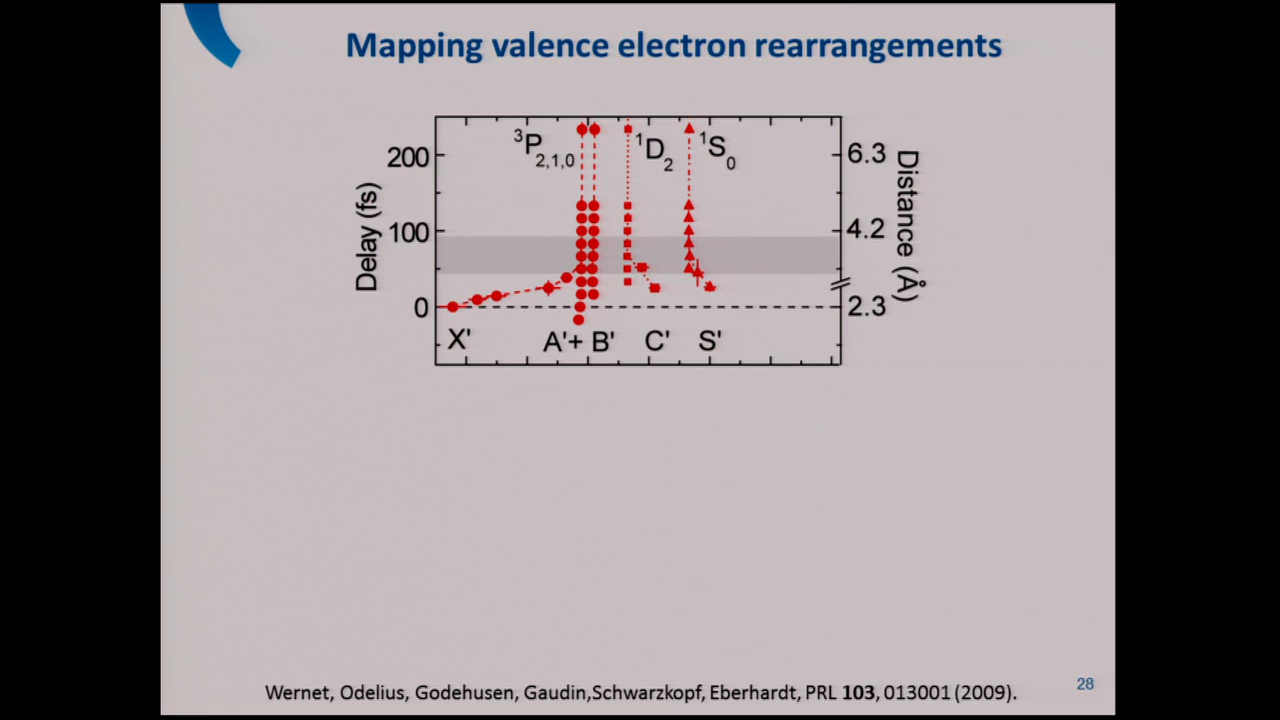 Mapping valence electron rearrangements
³P₂,₁,₀ ¹D₂ ¹S₀
200 6.3
100 4.2
0 2.3
Delay (fs)
Distance (Å)
X' A'+ B' C' S'
Wernet, Odelius, Godehusen, Gaudin,Schwarzkopf, Eberhardt, PRL 103, 013001 (2009).
28